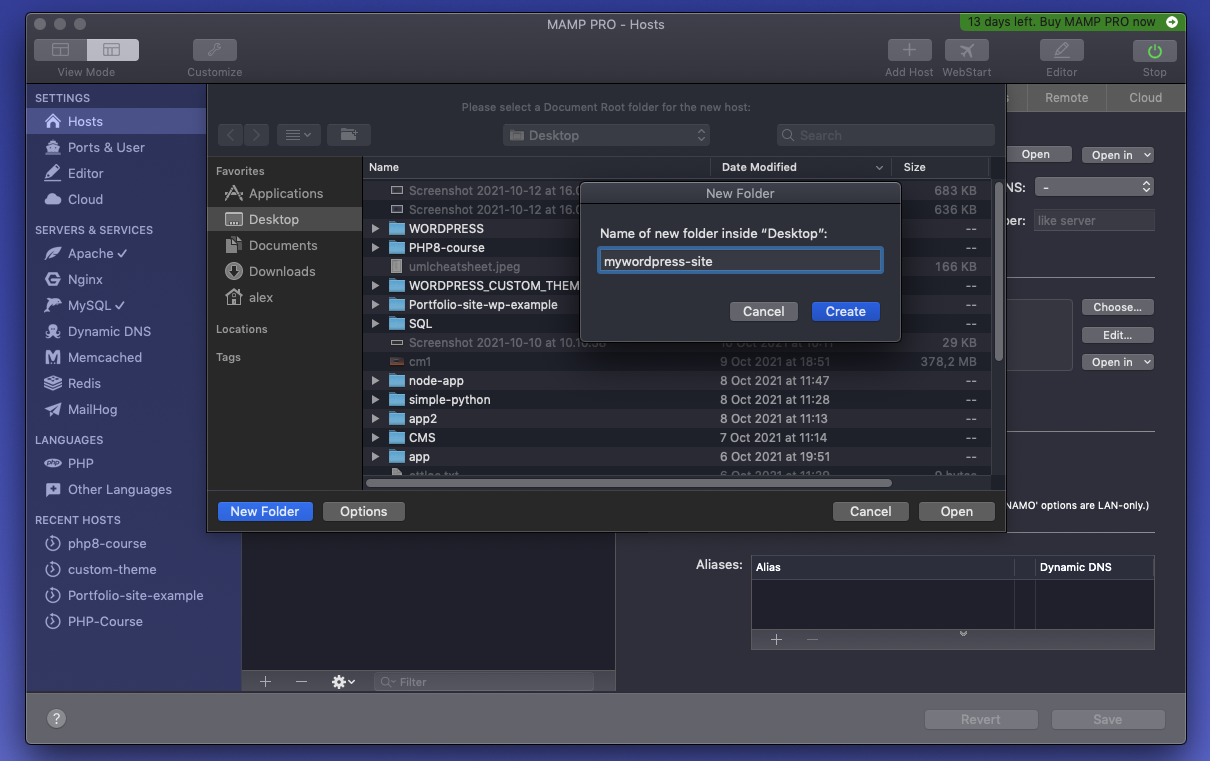 MAMP PRO - Hosts
13 days left. Buy MAMP PRO now
View Mode
Customize
Add Host
WebStart
Editor
Stop
SETTINGS
Hosts
Ports & User
Editor
Cloud
SERVERS & SERVICES
Apache
Nginx
MySQL
Dynamic DNS
Memcached
Redis
MailHog
LANGUAGES
PHP
php
Other Languages
RECENT HOSTS
php8-course
custom-theme
Portfolio-site-example
PHP-Course
Please select a Document Root folder for the new host:
Desktop
Search
Favorites
Applications
Desktop
Documents
Downloads
alex
Locations
Tags
Name Date Modified Size
Screenshot 2021-10-12 at 16.0 683 KB
Screenshot 2021-10-12 at 16.0 636 KB
WORDPRESS --
PHP8-course --
umlcheatsheet.jpeg 166 KB
WORDPRESS_CUSTOM_THEM --
Portfolio-site-wp-example --
SQL --
Screenshot 2021-10-10 at 10.10.38 10 Oct 2021 at 10:11 29 KB
cm1 9 Oct 2021 at 18:51 378,2 MB
node-app 8 Oct 2021 at 11:47 --
simple-python 8 Oct 2021 at 11:28 --
app2 8 Oct 2021 at 11:13 --
CMS 7 Oct 2021 at 11:14 --
app 6 Oct 2021 at 19:51 --
6 Oct 2021 at 11:29 9 bytes
New Folder
Name of new folder inside “Desktop”:
mywordpress-site
Cancel
Create
New Folder
Options
Cancel
Open
s
Remote
Cloud
Open
Open in
NS: -
per: like server
Choose...
Edit...
Open in
NAMO' options are LAN-only.)
Aliases:
Alias
Dynamic DNS
+ −
+ −
Filter
?
Revert
Save